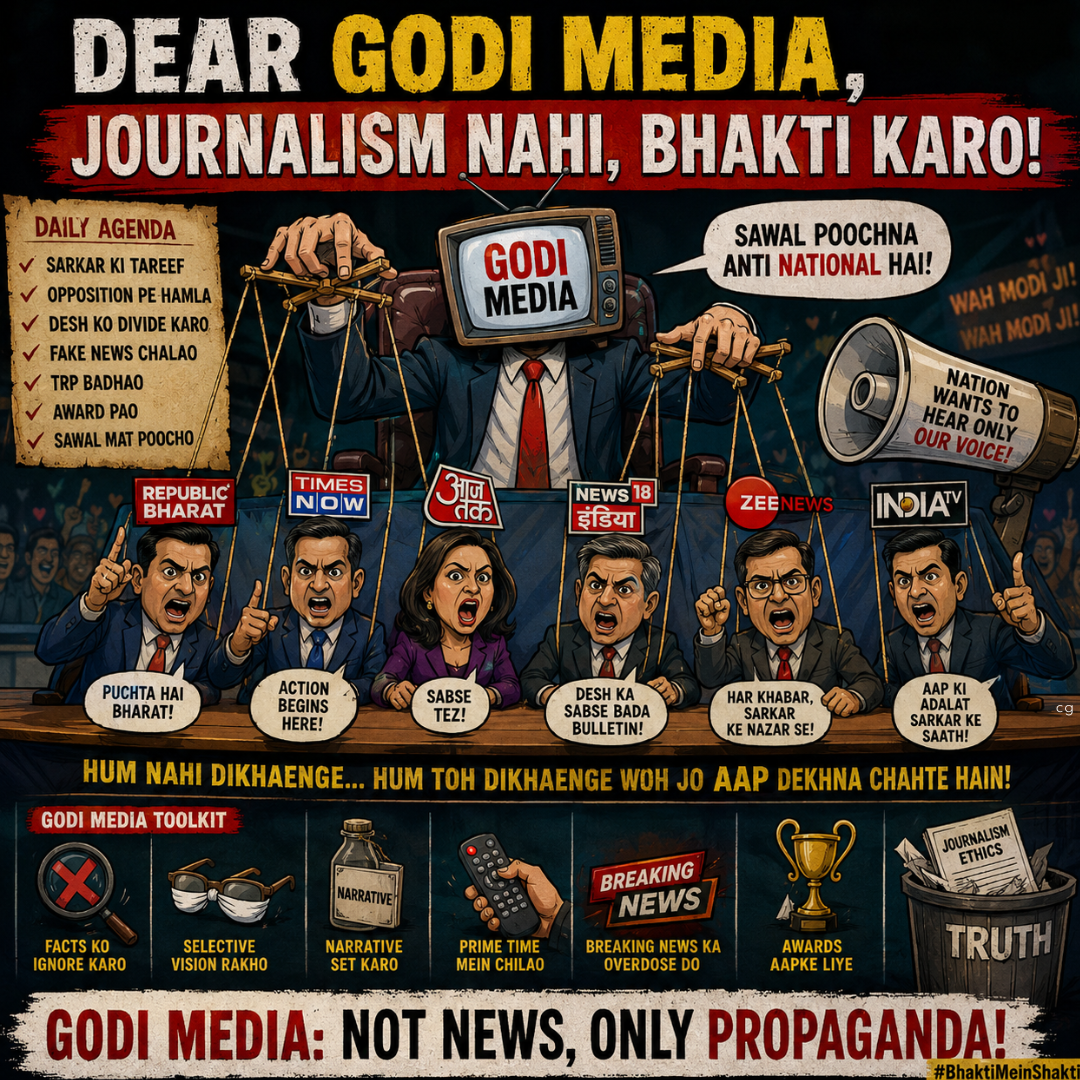 DEAR GODI MEDIA,
JOURNALISM NAHI, BHAKTI KARO!
DAILY AGENDA
SARKAR KI TAREEF
OPPOSITION PE HAMLA
DESH KO DIVIDE KARO
FAKE NEWS CHALAO
TRP BADHAO
AWARD PAO
SAWAL MAT POOCHO
GODI
MEDIA
SAWAL POOCHNA
ANTI NATIONAL HAI!
WAH MODI JI!
WAH MODI JI!
NATION
WANTS TO
HEAR ONLY
OUR VOICE!
REPUBLIC
BHARAT
TIMES
NOW
आज
तक
NEWS 18
इंडिया
ZEE NEWS
INDIA TV
PUCHTA HAI
BHARAT!
ACTION
BEGINS
HERE!
SABSE
TEZ!
DESH KA
SABSE BADA
BULLETIN!
HAR KHABAR,
SARKAR
KE NAZAR SE!
AAP KI
ADALAT
SARKAR KE
SAATH!
cg
HUM NAHI DIKHAENGE... HUM TOH DIKHAENGE WOH JO AAP DEKHNA CHAHTE HAIN!
GODI MEDIA TOOLKIT
FACTS KO
IGNORE KARO
SELECTIVE
VISION RAKHO
NARRATIVE
NARRATIVE
SET KARO
PRIME TIME
MEIN CHILAO
BREAKING
NEWS
BREAKING NEWS KA
OVERDOSE DO
AWARDS
AAPKE LIYE
JOURNALISM
ETHICS
TRUTH
GODI MEDIA: NOT NEWS, ONLY PROPAGANDA!
#BhaktiMeinShakti